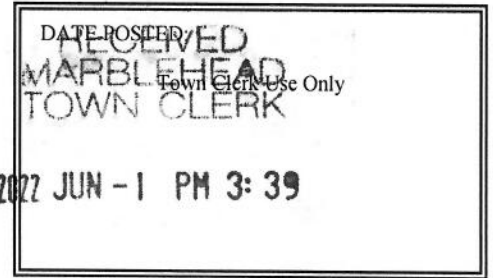 DATE POSTED:
RECEIVED
MARBLEHEAD
Town Clerk Use Only
TOWN CLERK
2022 JUN -1 PM 3:39